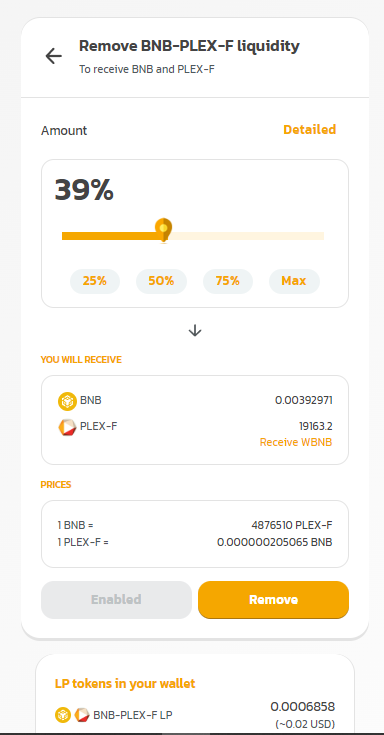 Remove BNB-PLEX-F liquidity
To receive BNB and PLEX-F
Amount
Detailed
39%
25% 50% 75% Max
YOU WILL RECEIVE
BNB 0.00392971
PLEX-F 19163.2
Receive WBNB
PRICES
1 BNB = 4876510 PLEX-F
1 PLEX-F = 0.000000205065 BNB
Enabled Remove
LP tokens in your wallet
BNB-PLEX-F LP 0.0006858
(~0.02 USD)